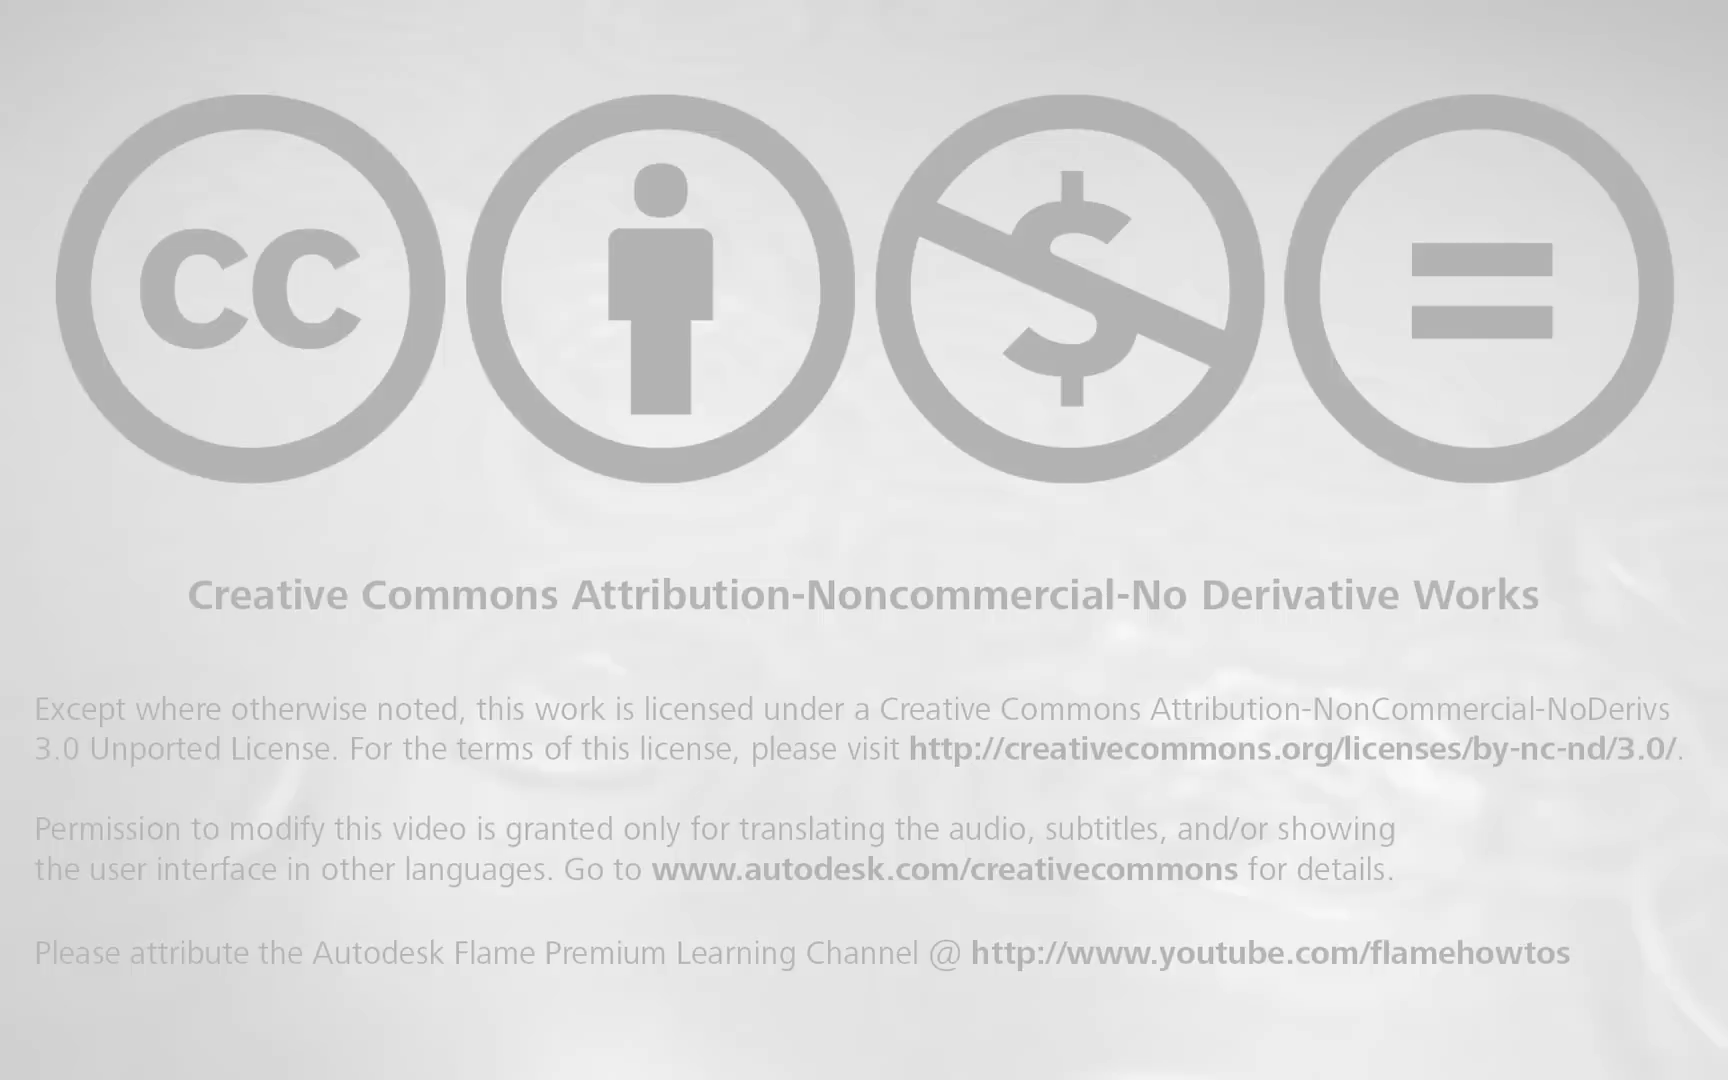 cc
$
=
Creative Commons Attribution-Noncommercial-No Derivative Works
Except where otherwise noted, this work is licensed under a Creative Commons Attribution-NonCommercial-NoDerivs
3.0 Unported License. For the terms of this license, please visit http://creativecommons.org/licenses/by-nc-nd/3.0/.
Permission to modify this video is granted only for translating the audio, subtitles, and/or showing
the user interface in other languages. Go to www.autodesk.com/creativecommons for details.
Please attribute the Autodesk Flame Premium Learning Channel @ http://www.youtube.com/flamehowtos